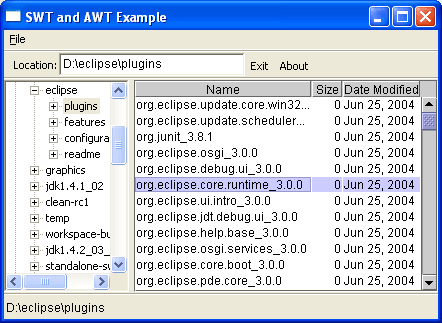 SWT and AWT Example
File
Location: D:\eclipse\plugins Exit About
eclipse
plugins
features
configura
readme
graphics
jdk1.4.1_02
clean-rc1
temp
workspace-bu
jdk1.4.2_03_
standalone-sw
Name Size Date Modified
org.eclipse.update.core.win32... 0 Jun 25, 2004
org.eclipse.update.scheduler... 0 Jun 25, 2004
org.junit_3.8.1 0 Jun 25, 2004
org.eclipse.osgi_3.0.0 0 Jun 25, 2004
org.eclipse.debug.ui_3.0.0 0 Jun 25, 2004
org.eclipse.core.runtime_3.0.0 0 Jun 25, 2004
org.eclipse.ui.intro_3.0.0 0 Jun 25, 2004
org.eclipse.jdt.debug.ui_3.0.0 0 Jun 25, 2004
org.eclipse.help.base_3.0.0 0 Jun 25, 2004
org.eclipse.osgi.services_3.0.0 0 Jun 25, 2004
org.eclipse.core.boot_3.0.0 0 Jun 25, 2004
org.eclipse.pde.core_3.0.0 0 Jun 25, 2004
D:\eclipse\plugins